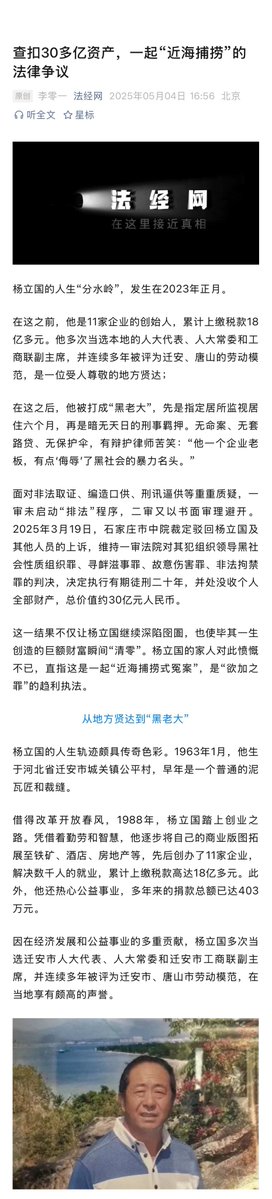 查扣30多亿资产，一起“近海捕捞”的
法律争议
原创 李零一 法经网 2025年05月04日 16:56 北京
听全文 星标
法经网
在这里接近真相
杨立国的人生“分水岭”，发生在2023年正月。
在这之前，他是11家企业的创始人，累计上缴税款18
亿多元。他多次当选本地的人大代表、人大常委和工
商联副主席，并连续多年被评为迁安、唐山的劳动模
范，是一位受人尊敬的地方贤达；
在这之后，他被打成“黑老大”，先是指定居所监视居
住六个月，再是暗无天日的刑事羁押。无命案、无套
路贷、无保护伞，有辩护律师苦笑：“他一个企业老
板，有点‘侮辱’了黑社会的暴力名头。”
面对非法取证、编造口供、刑讯逼供等重重质疑，一
审未启动“排非”程序，二审又以书面审理避开。
2025年3月19日，石家庄市中院裁定驳回杨立国及
其他人员的上诉，维持一审法院对其犯组织领导黑社
会性质组织罪、寻衅滋事罪、故意伤害罪、非法拘禁
罪的判决，决定执行有期徒刑二十年，并处没收个人
全部财产，总价值约30亿元人民币。
这一结果不仅让杨立国继续深陷囹圄，也使毕其一生
创造的巨额财富瞬间“清零”。杨立国的家人对此愤慨
不已，直指这是一起“近海捕捞式冤案”，是“欲加之
罪”的趋利执法。
从地方贤达到“黑老大”
杨立国的人生轨迹颇具传奇色彩。1963年1月，他生
于河北省迁安市城关镇公平村，早年是一个普通的泥
瓦匠和裁缝。
借得改革开放春风，1988年，杨立国踏上创业之
路。凭借着勤劳和智慧，他逐步将自己的商业版图拓
展至铁矿、酒店、房地产等，先后创办了11家企业，
解决数千人的就业，累计上缴税款高达18亿多元。此
外，他还热心公益事业，多年来的捐款总额已达403
万元。
因在经济发展和公益事业的多重贡献，杨立国多次当
选迁安市人大代表、人大常委和迁安市工商联副主
席，并连续多年被评为迁安市、唐山市劳动模范，在
当地享有颇高的声誉。